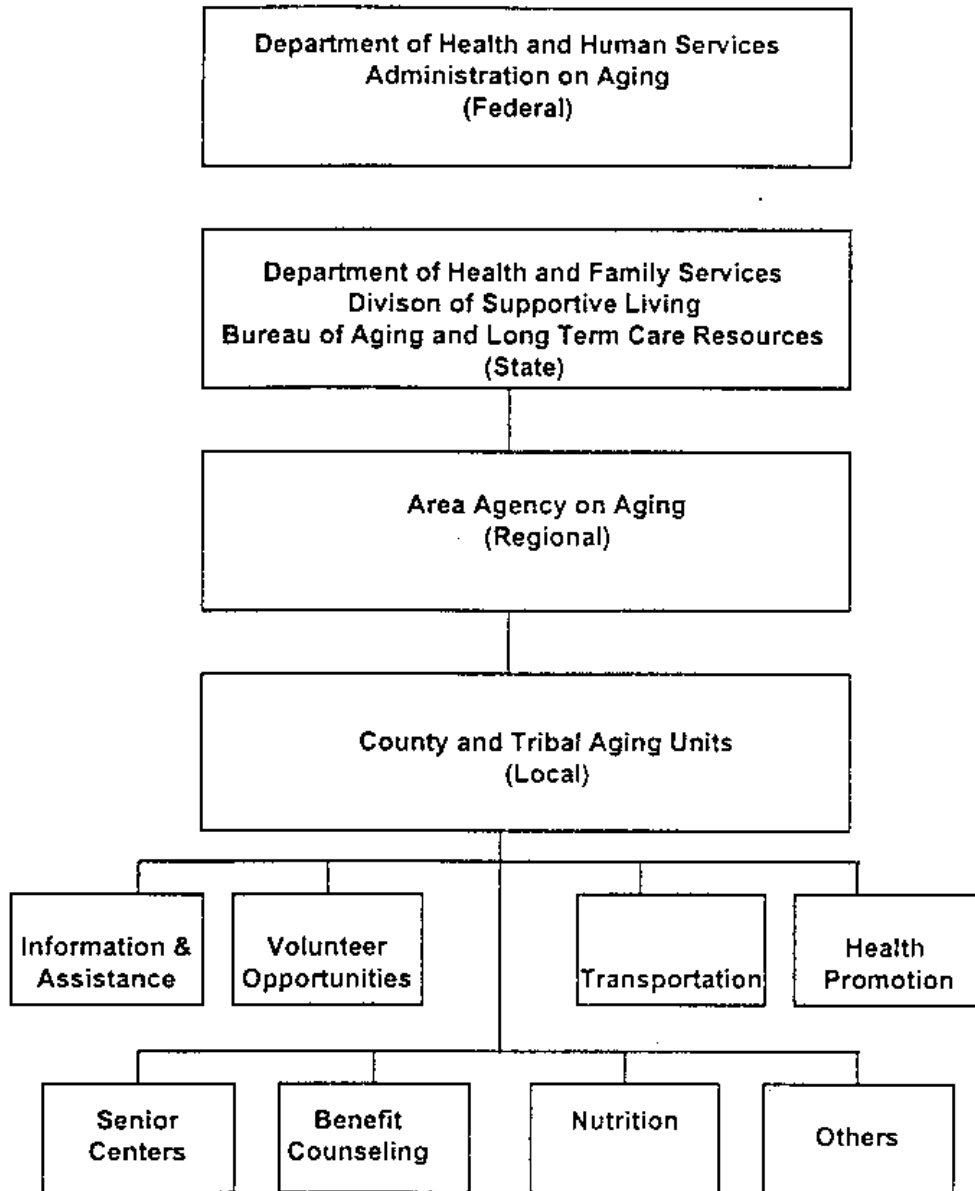 Department of Health and Human Services
Administration on Aging
(Federal)
Department of Health and Family Services
Divison of Supportive Living
Bureau of Aging and Long Term Care Resources
(State)
Area Agency on Aging
(Regional)
County and Tribal Aging Units
(Local)
Information &
Assistance
Volunteer
Opportunities
Transportation
Health
Promotion
Senior
Centers
Benefit
Counseling
Nutrition
Others